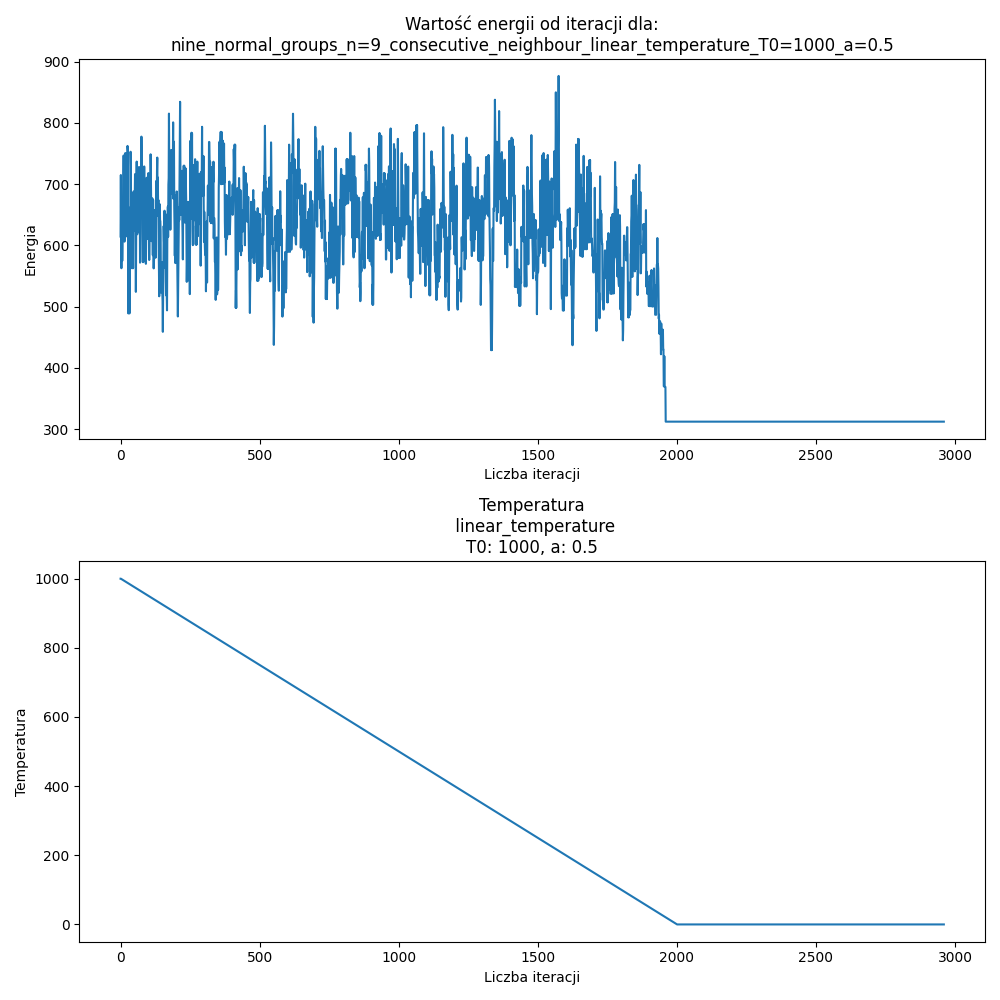 Wartość energii od iteracji dla:
nine_normal_groups_n=9_consecutive_neighbour_linear_temperature_T0=1000_a=0.5
900
800
700
600
500
400
300
Energia
0 500 1000 1500 2000 2500 3000
Liczba iteracji
Temperatura
linear_temperature
T0: 1000, a: 0.5
1000
800
600
400
200
0
Temperatura
0 500 1000 1500 2000 2500 3000
Liczba iteracji